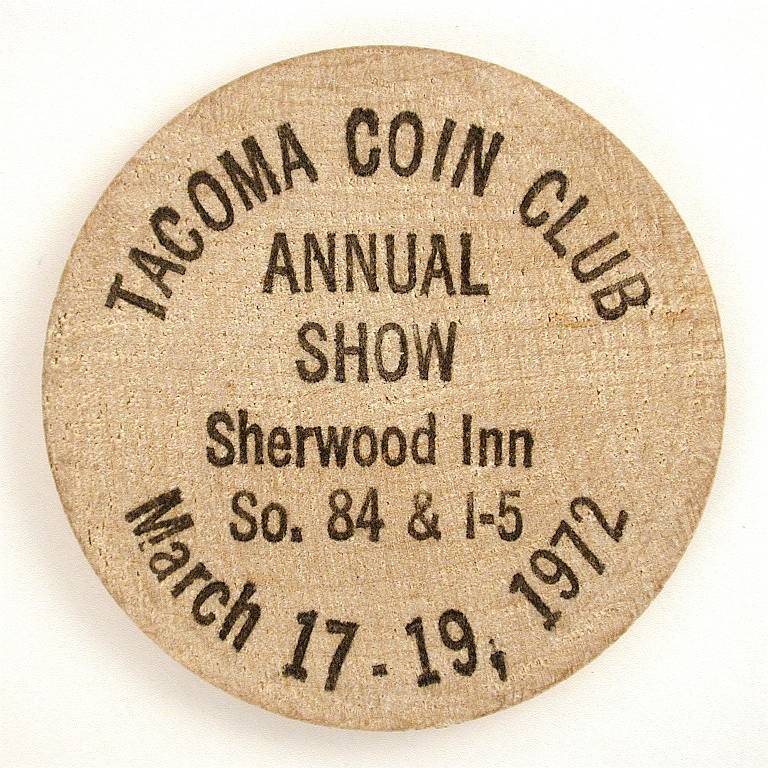 TACOMA COIN CLUB
ANNUAL
SHOW
Sherwood Inn
So. 84 & I-5
March 17-19, 1972